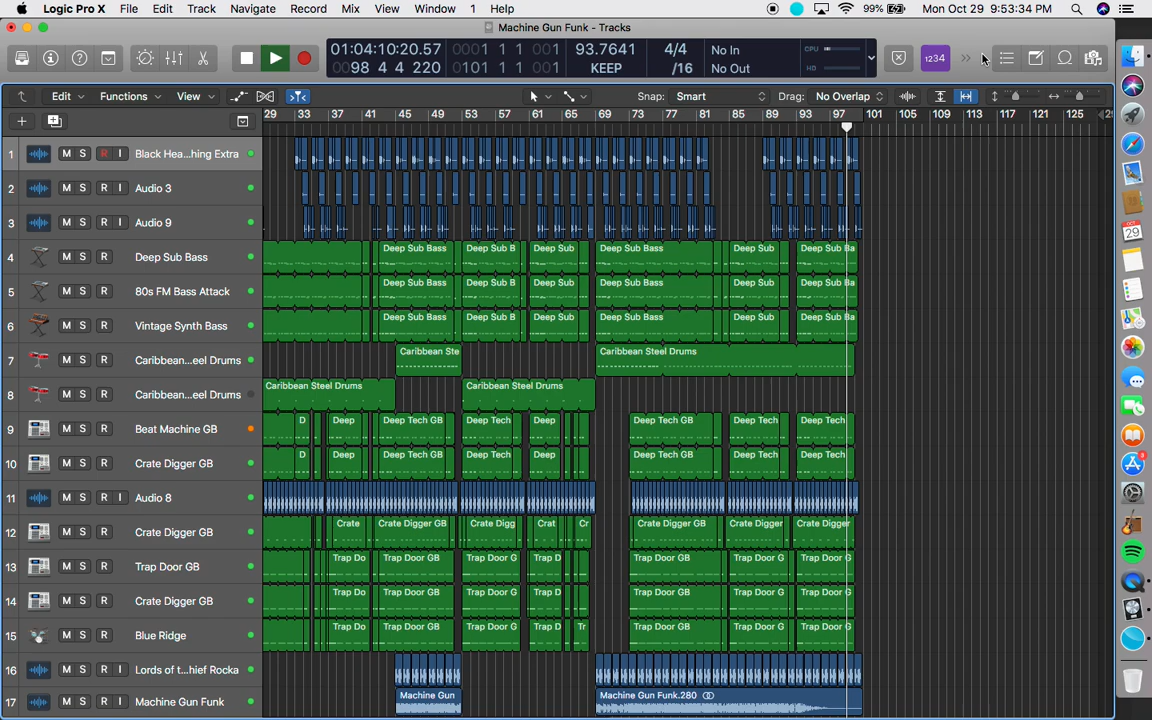 Logic Pro X File Edit Track Navigate Record Mix View Window 1 Help 99% Mon Oct 29 9:53:34 PM
Machine Gun Funk - Tracks
01:04:10:20.57 0001 1 1 001 93.7641 4/4 No In CPU
0098 4 4 220 0101 1 1 001 KEEP /16 No Out HD
1234
Edit Functions View Snap: Smart Drag: No Overlap
29 33 37 41 45 49 53 57 61 65 69 73 77 81 85 89 93 97 101 105 109 113 117 121 125
1 M S R I Black Hea...hing Extra
2 M S R I Audio 3
3 M S R I Audio 9
4 M S R Deep Sub Bass Deep Sub Bass Deep Sub B Deep Sub Deep Sub Bass Deep Sub Deep Sub Ba
5 M S R 80s FM Bass Attack Deep Sub Bass Deep Sub B Deep Sub Deep Sub Bass Deep Sub Deep Sub Ba
6 M S R Vintage Synth Bass Deep Sub Bass Deep Sub B Deep Sub Deep Sub Bass Deep Sub Deep Sub Ba
7 M S R Caribbean...eel Drums Caribbean Ste Caribbean Steel Drums
8 M S R Caribbean...eel Drums Caribbean Steel Drums Caribbean Steel Drums
9 M S R Beat Machine GB D Deep Deep Tech GB Deep Tech Deep Deep Tech GB Deep Tech Deep Tech
10 M S R Crate Digger GB D Deep Deep Tech GB Deep Tech Deep Deep Tech GB Deep Tech Deep Tech
11 M S R I Audio 8
12 M S R Crate Digger GB Crate Crate Digger GB Crate Digg Crat Cr Crate Digger GB Crate Digger Crate Digger
13 M S R Trap Door GB Trap Do Trap Door GB Trap Door G Trap D Trap Door GB Trap Door G Trap Door G
14 M S R Crate Digger GB Trap Do Trap Door GB Trap Door G Trap D Trap Door GB Trap Door G Trap Door G
15 M S R Blue Ridge Trap Do Trap Door GB Trap Door G Trap D Tr Trap Door GB Trap Door G Trap Door G
16 M S R I Lords of t...hief Rocka
17 M S R I Machine Gun Funk Machine Gun Machine Gun Funk.280